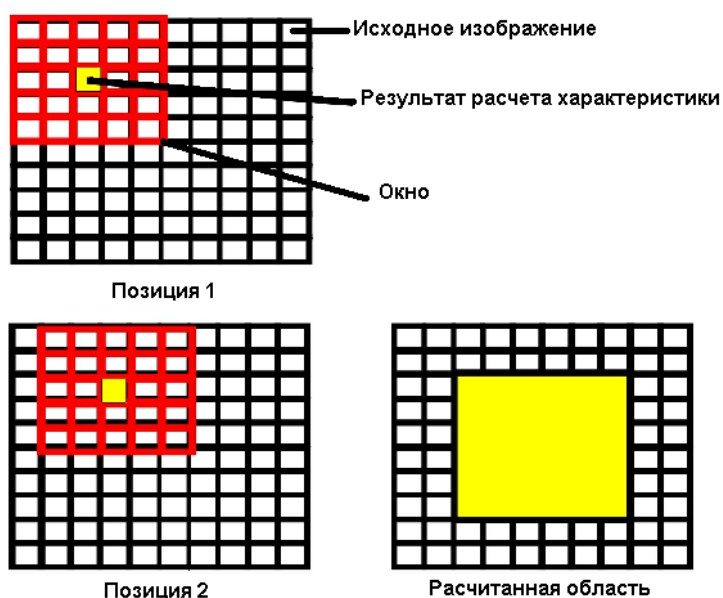 Исходное изображение
Результат расчета характеристики
Окно
Позиция 1
Позиция 2
Расчитанная область